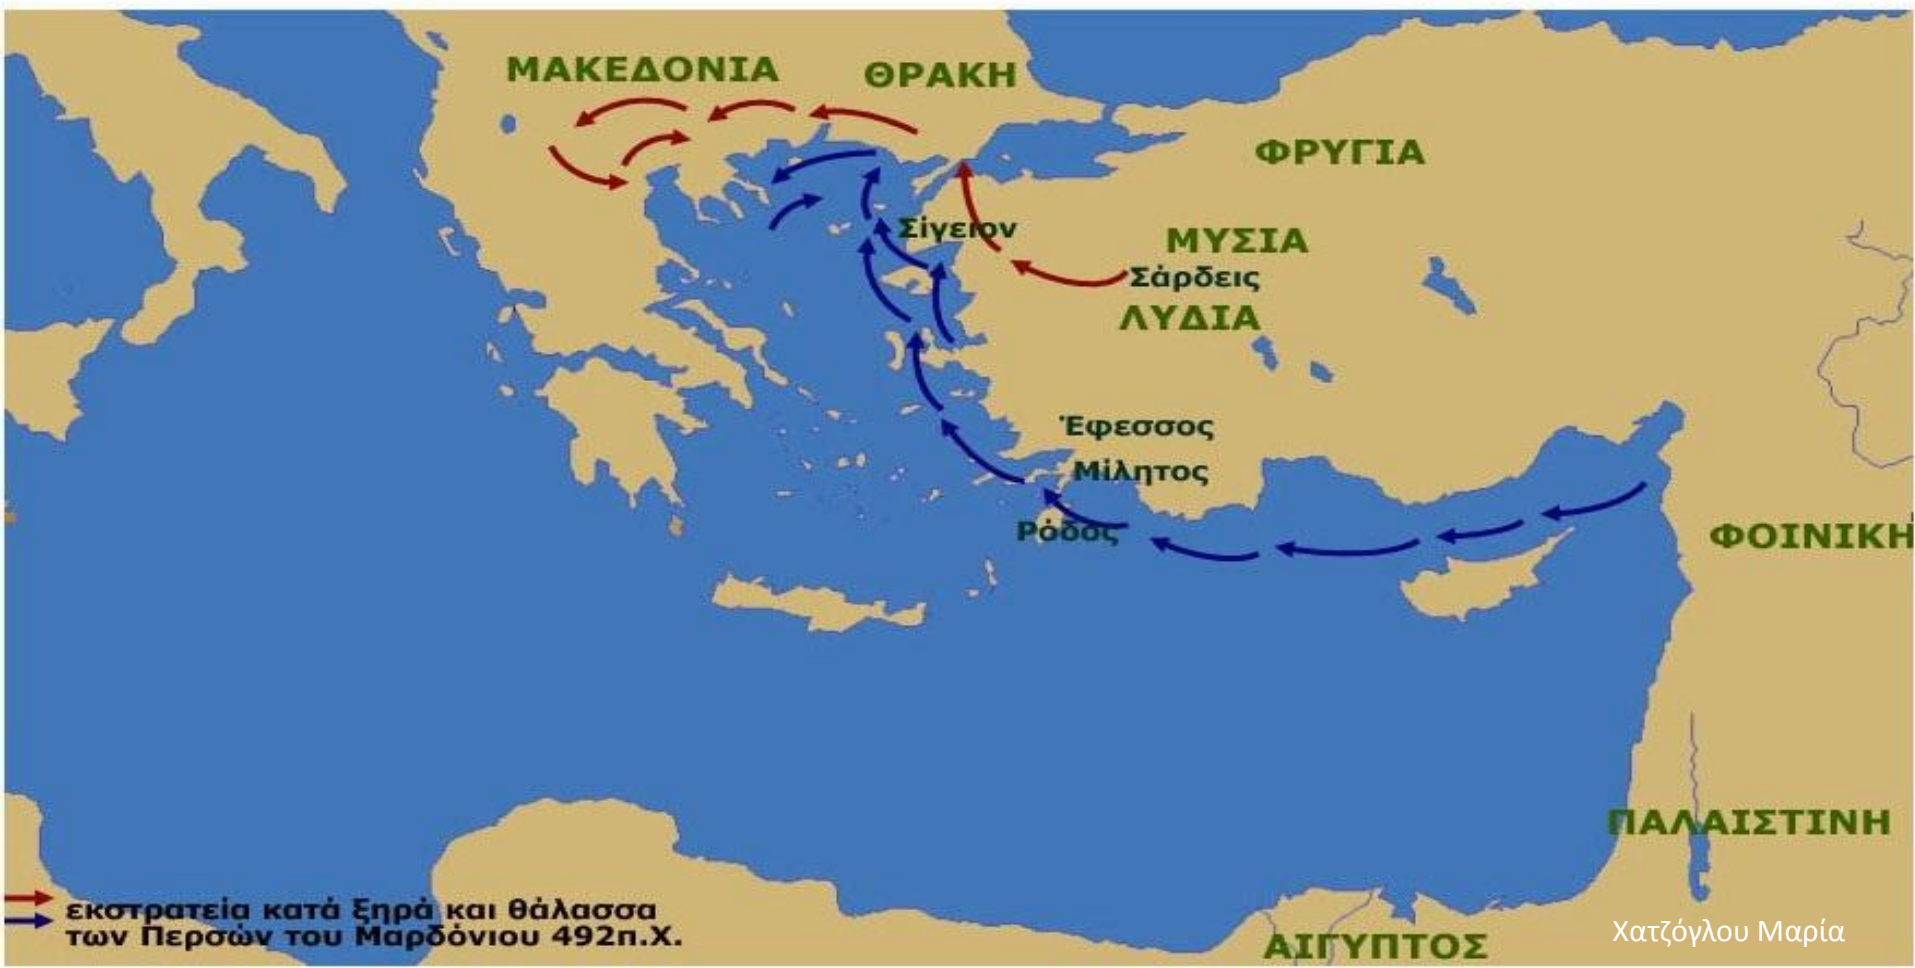 ΜΑΚΕΔΟΝΙΑ
ΘΡΑΚΗ
ΦΡΥΓΙΑ
Σίγειον
ΜΥΣΙΑ
Σάρδεις
ΛΥΔΙΑ
Έφεσσος
Μίλητος
Ρόδος
ΦΟΙΝΙΚΗ
ΠΑΛΑΙΣΤΙΝΗ
εκστρατεία κατά ξηρά και θάλασσα
των Περσών του Μαρδόνιου 492π.Χ.
ΑΙΓΥΠΤΟΣ
Χατζόγλου Μαρία